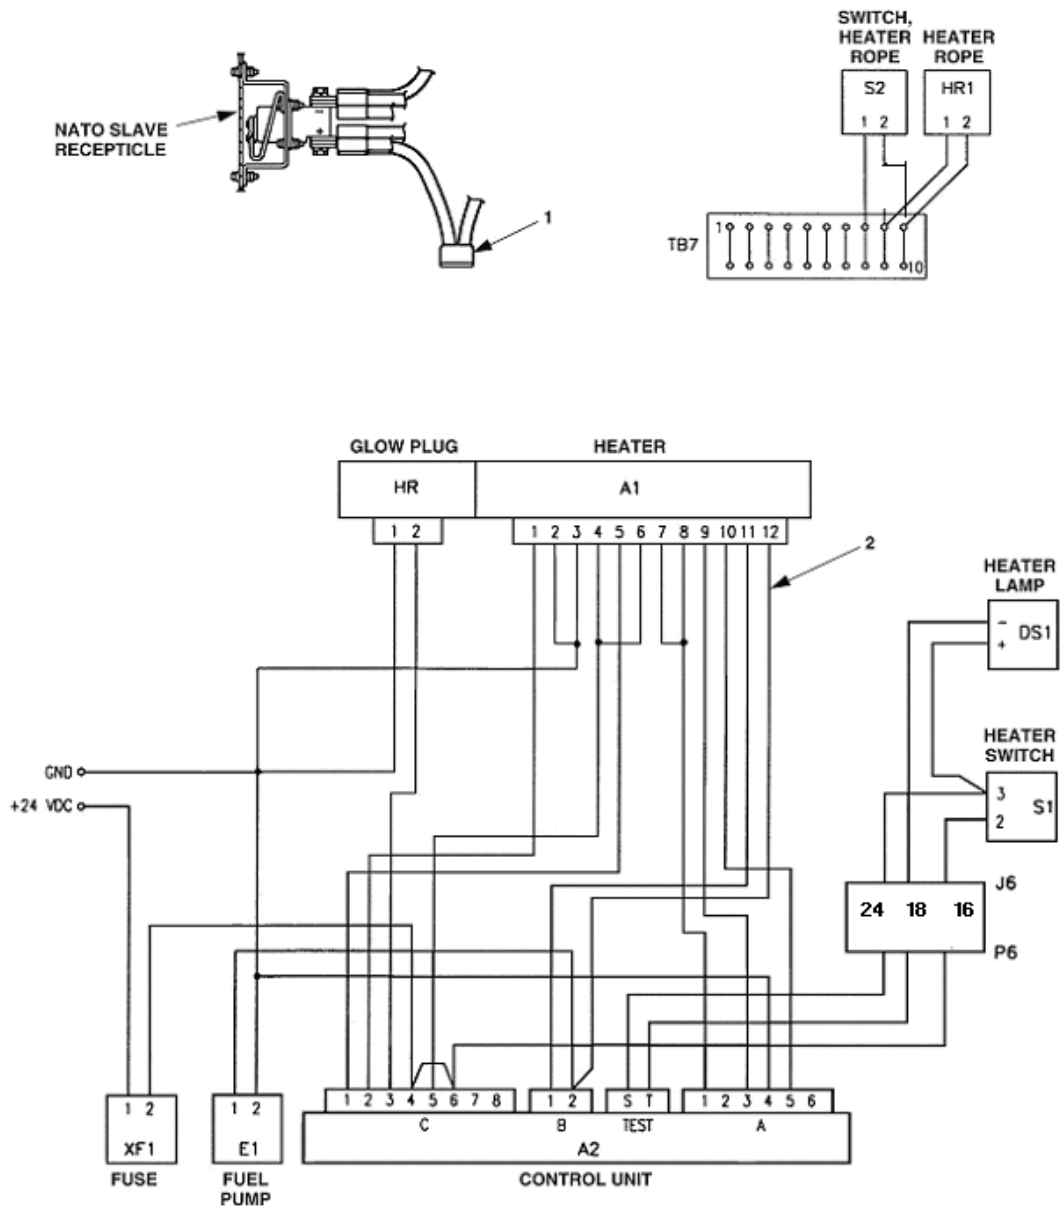 SWITCH,
HEATER
ROPE
HEATER
ROPE
S2
HR1
1 2
1 2
NATO SLAVE
RECEPTICLE
-
+
1
TB7
1
10
GLOW PLUG
HEATER
HR
A1
1 2
1 2 3 4 5 6 7 8 9 10 11 12
2
HEATER
LAMP
-
+
DS1
HEATER
SWITCH
3
2
S1
GND
+24 VDC
J6
24 18 16
P6
1 2
XF1
FUSE
1 2
E1
FUEL
PUMP
1 2 3 4 5 6 7 8
C
1 2
B
S T
TEST
1 2 3 4 5 6
A
A2
CONTROL UNIT